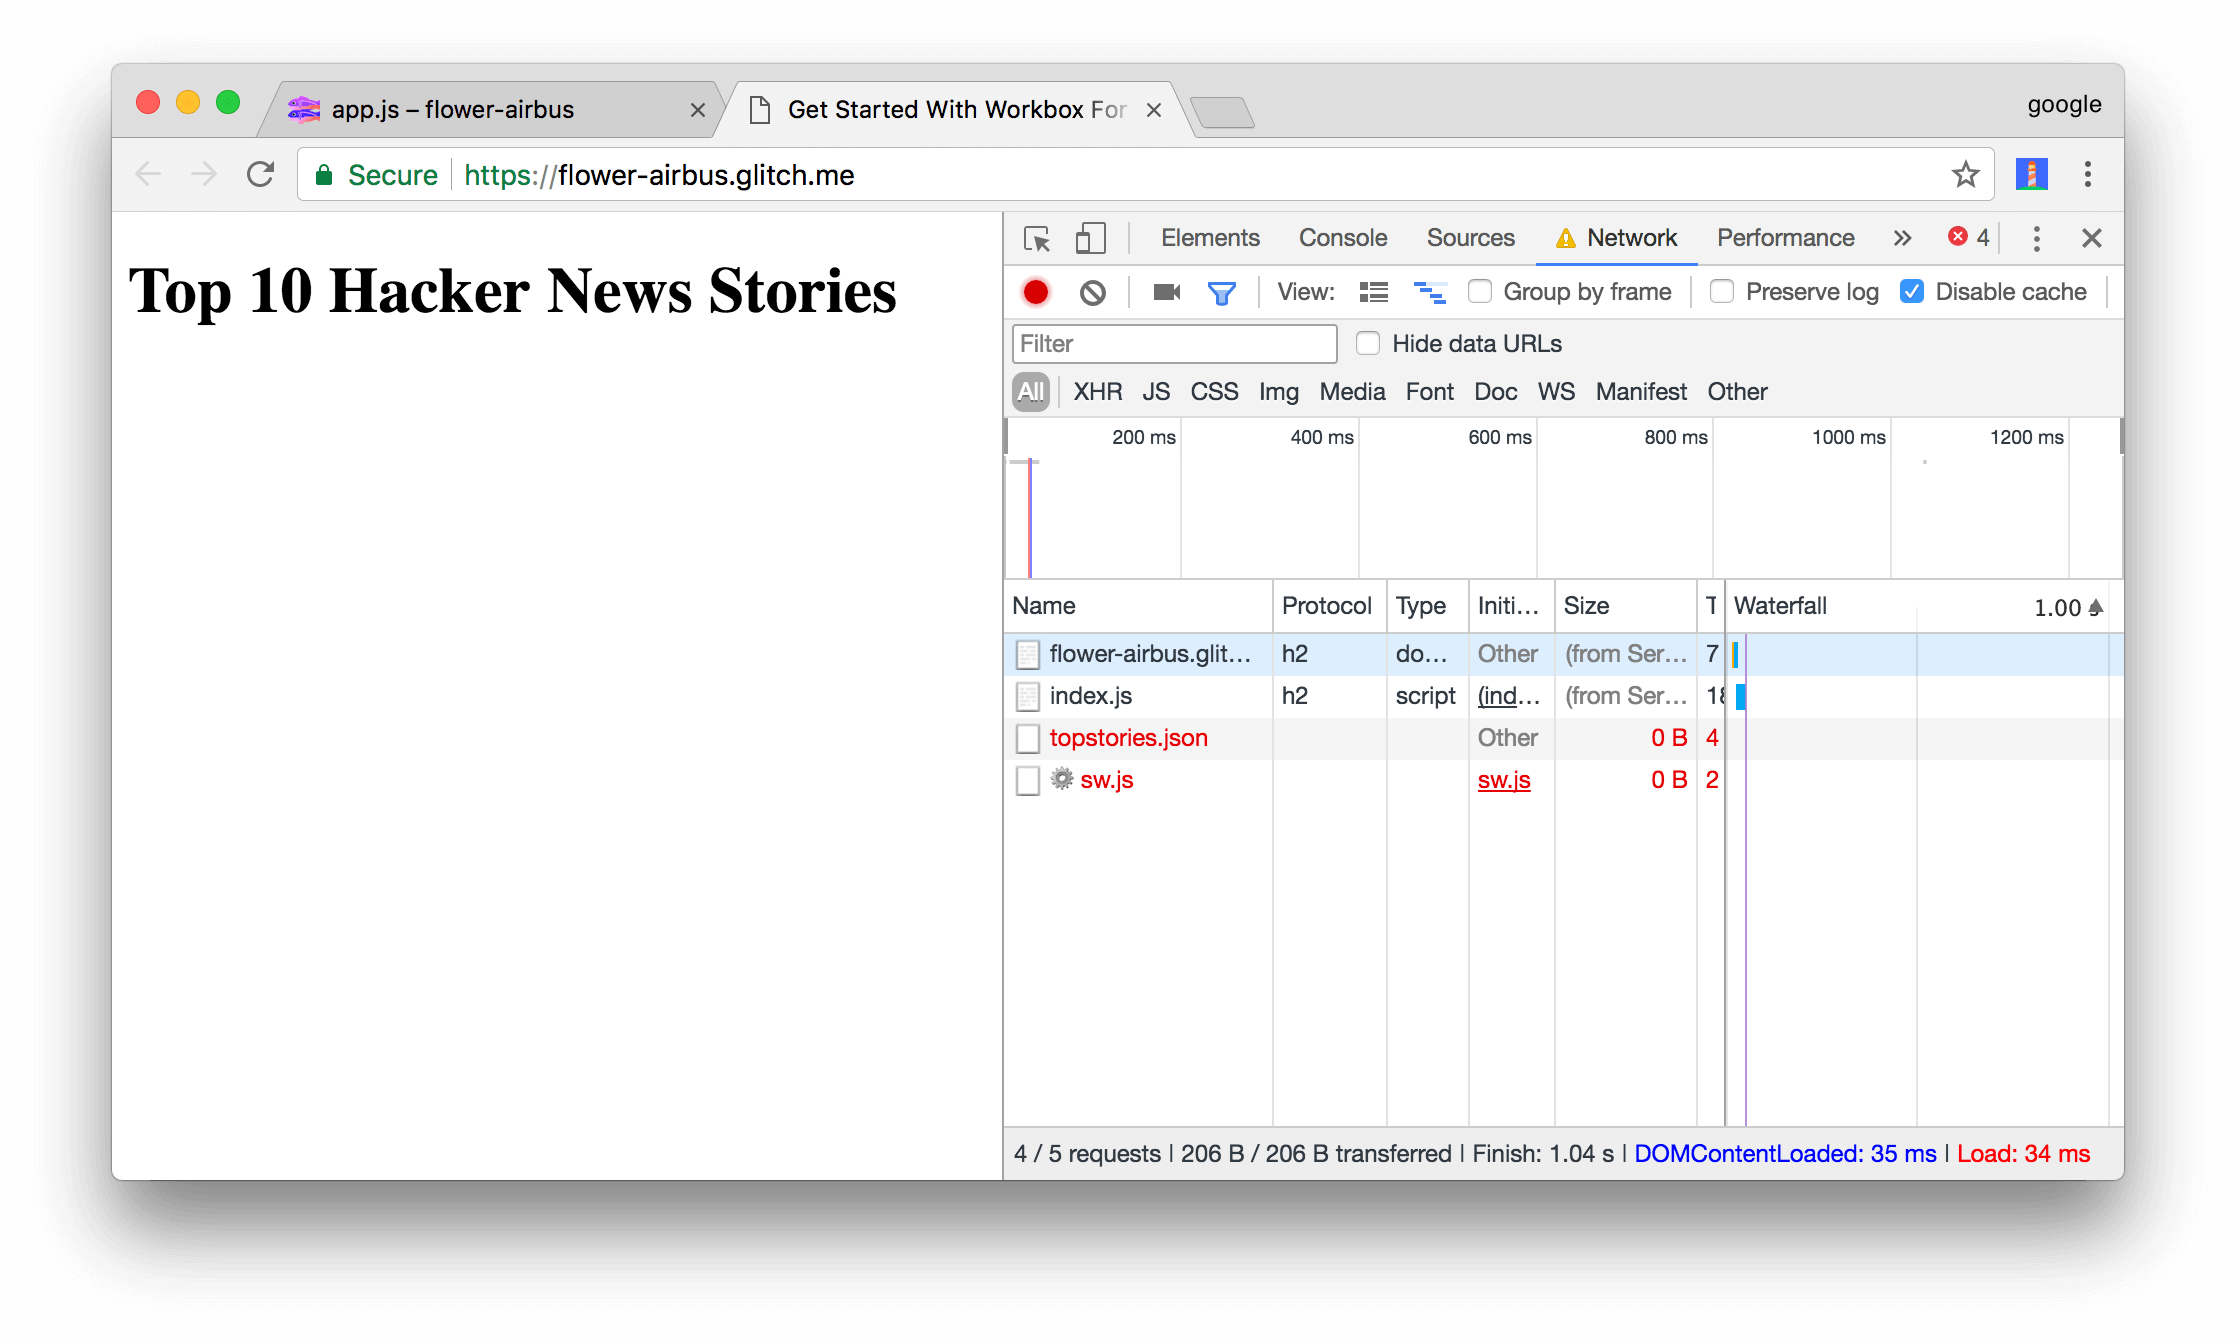 app.js – flower-airbus
Get Started With Workbox For
google
Secure https://flower-airbus.glitch.me
Top 10 Hacker News Stories
Elements Console Sources Network Performance » 4
View: Group by frame Preserve log Disable cache
Filter Hide data URLs
All XHR JS CSS Img Media Font Doc WS Manifest Other
200 ms 400 ms 600 ms 800 ms 1000 ms 1200 ms
Name Protocol Type Initi… Size T Waterfall 1.00
flower-airbus.glit… h2 do… Other (from Ser… 7
index.js h2 script (ind… (from Ser…
topstories.json Other 0 B 4
sw.js sw.js 0 B 2
4 / 5 requests | 206 B / 206 B transferred | Finish: 1.04 s | DOMContentLoaded: 35 ms | Load: 34 ms